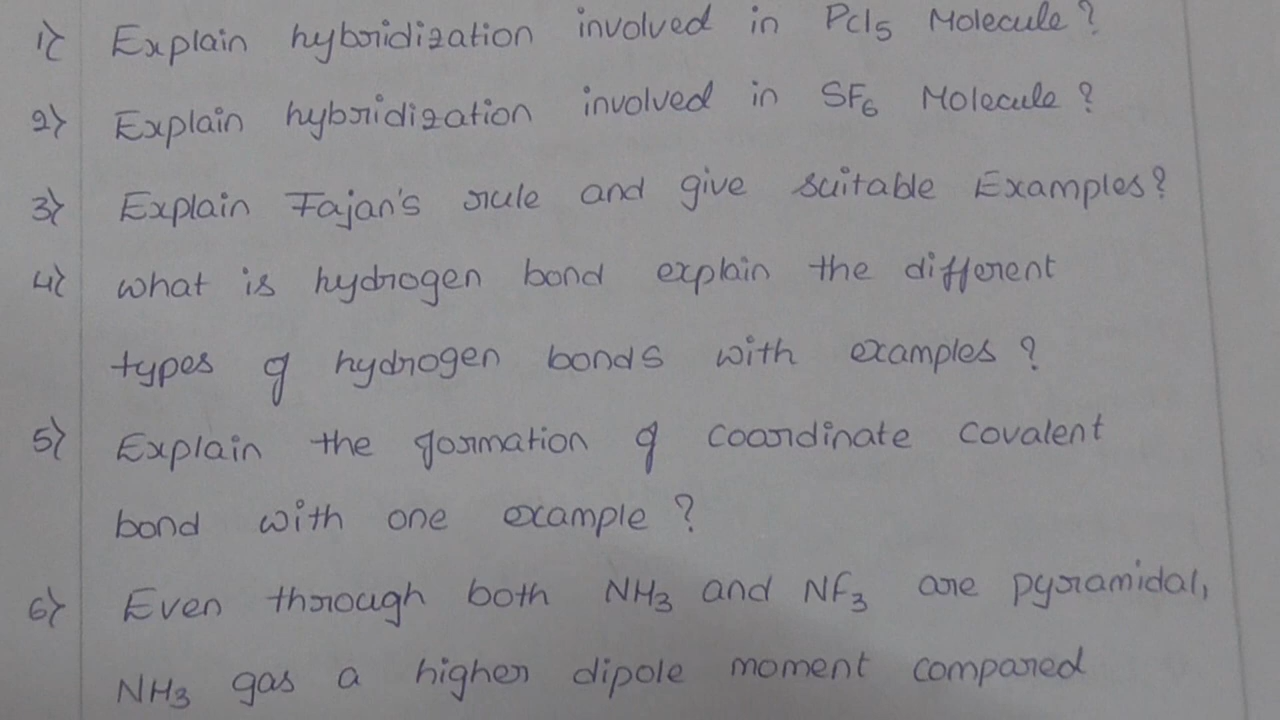 1) Explain hybridization involved in PCl5 Molecule?
2) Explain hybridization involved in SF6 Molecule?
3) Explain Fajan's rule and give suitable Examples?
4) what is hydrogen bond explain the different
types of hydrogen bonds with examples?
5) Explain the formation of coordinate covalent
bond with one example?
6) Even through both NH3 and NF3 are pyramidal,
NH3 gas a higher dipole moment compared